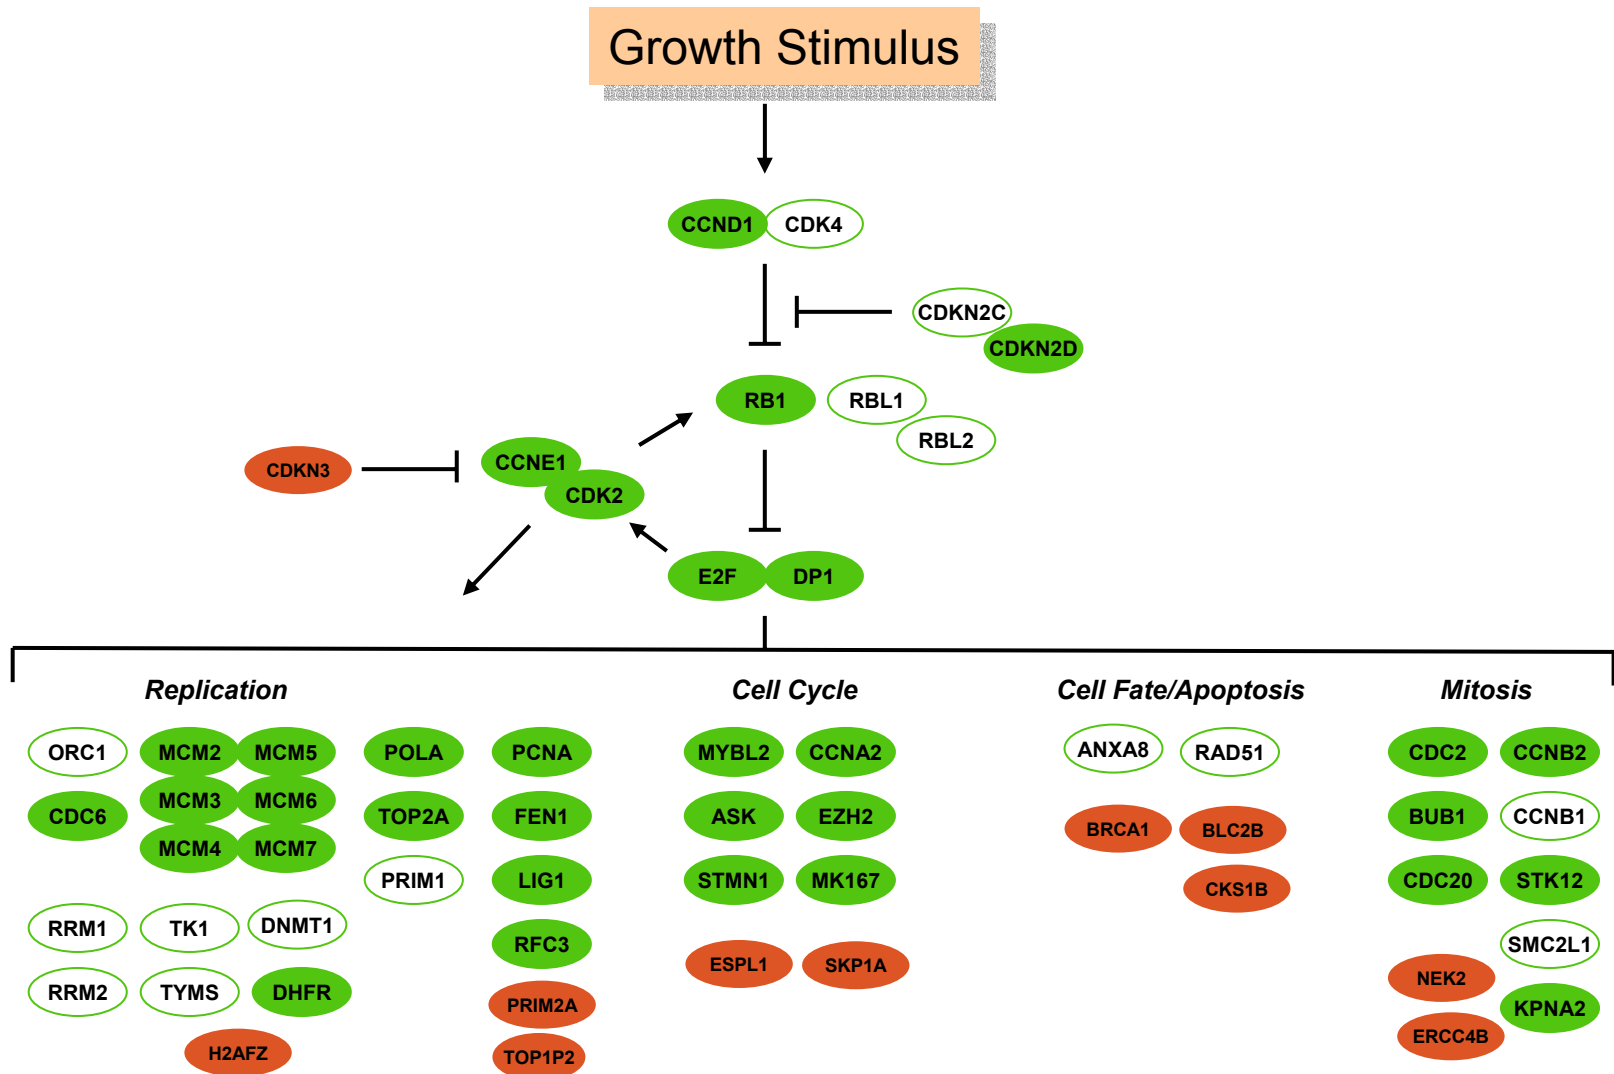 Growth Stimulus
CCND1 CDK4
CDKN2C
CDKN2D
RB1 RBL1
RBL2
CDKN3 CCNE1
CDK2
E2F DP1
Replication Cell Cycle Cell Fate/Apoptosis Mitosis
ORC1 MCM2 MCM5 POLA PCNA MYBL2 CCNA2 ANXA8 RAD51 CDC2 CCNB2
CDC6 MCM3 MCM6 TOP2A FEN1 ASK EZH2 BRCA1 BLC2B BUB1 CCNB1
MCM4 MCM7 PRIM1 LIG1 STMN1 MK167 CKS1B CDC20 STK12
RRM1 TK1 DNMT1 RFC3 ESPL1 SKP1A SMC2L1
NEK2
RRM2 TYMS DHFR PRIM2A KPNA2
ERCC4B
H2AFZ TOP1P2